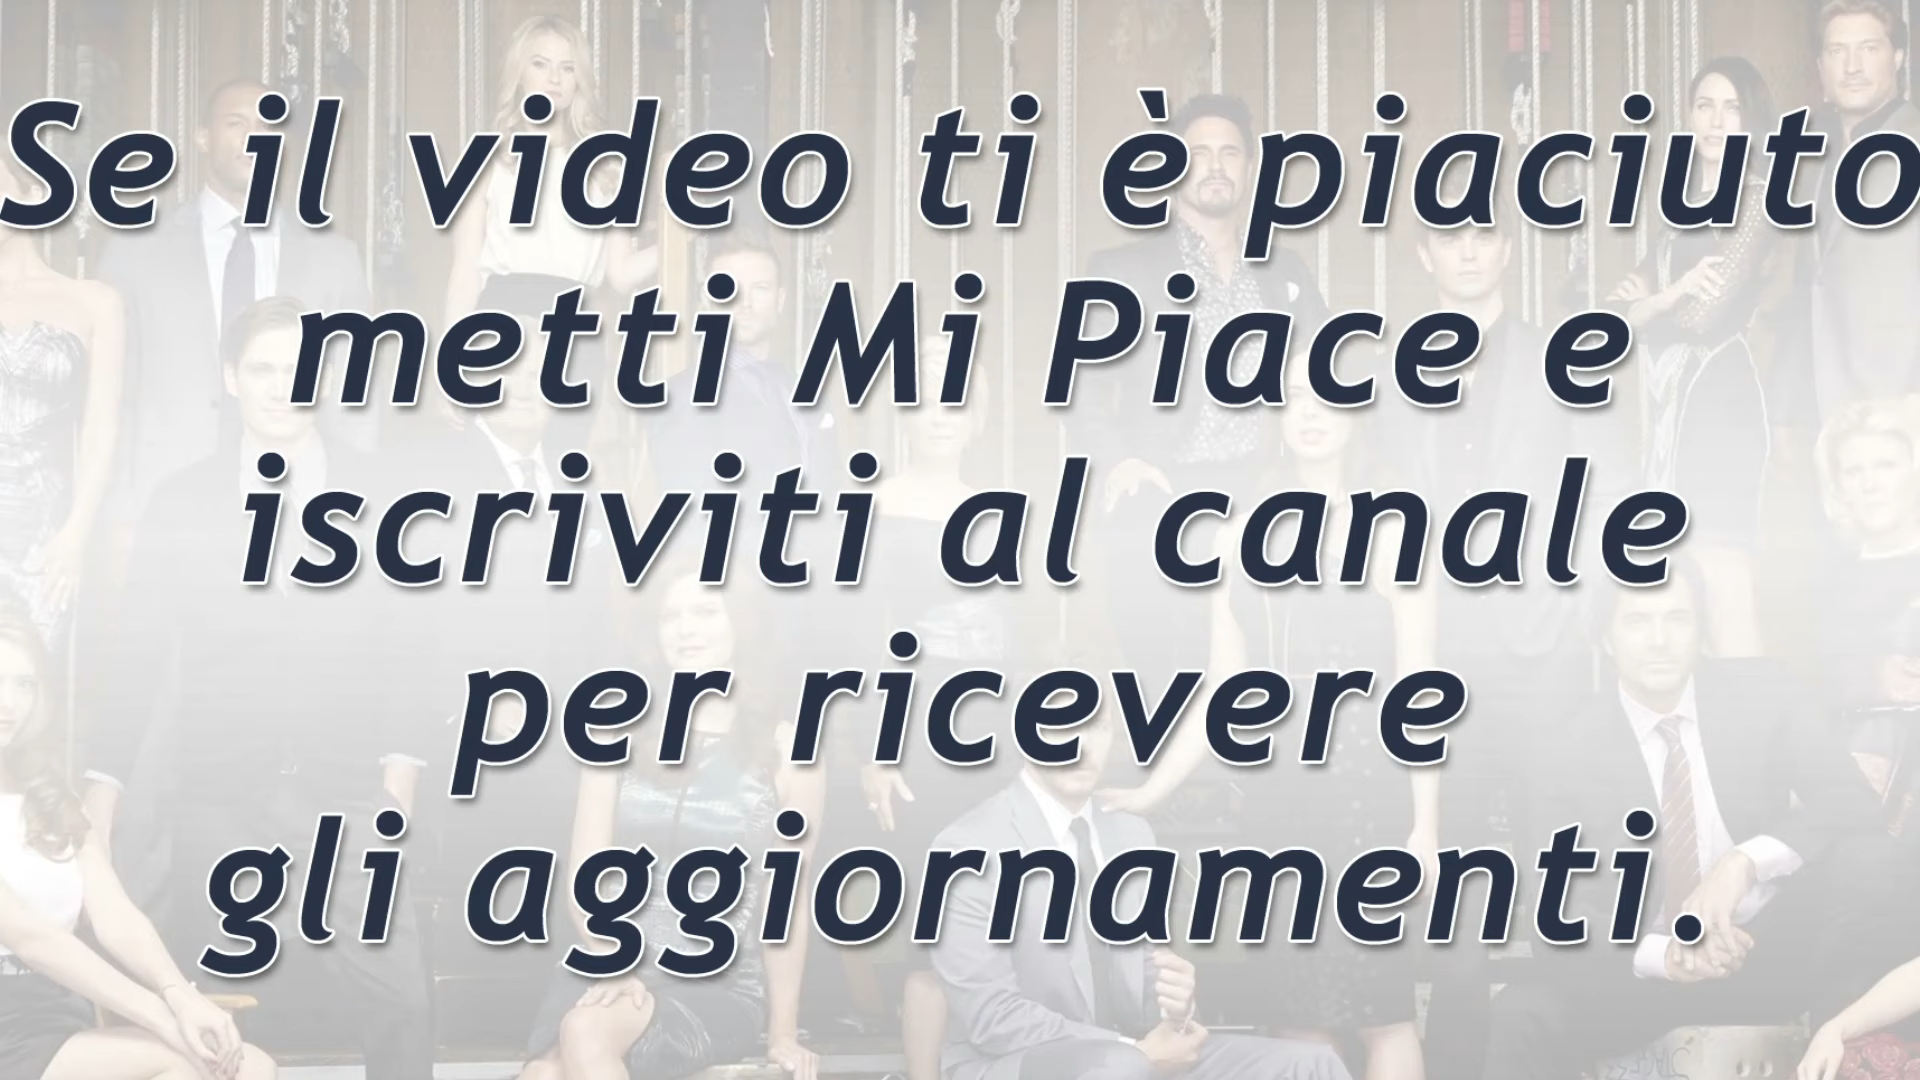 Se il video ti è piaciuto
metti Mi Piace e
iscriviti al canale
per ricevere
gli aggiornamenti.